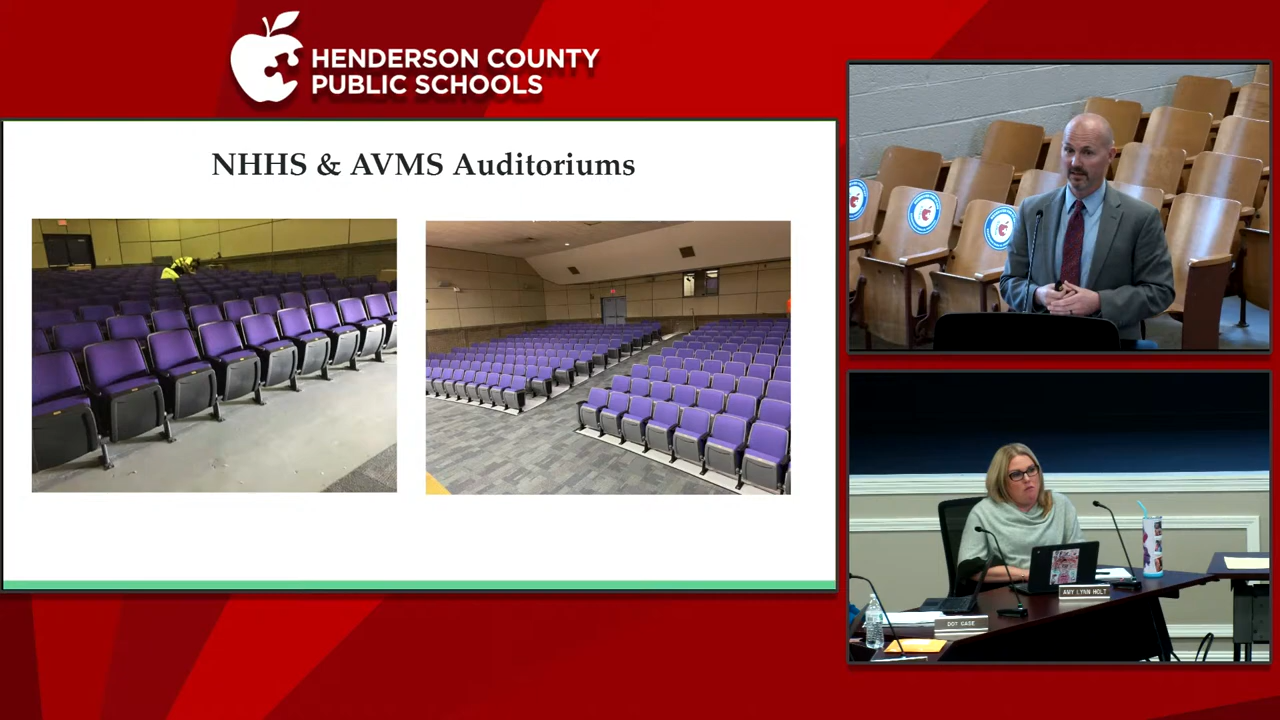 HENDERSON COUNTY
PUBLIC SCHOOLS
NHHS & AVMS Auditoriums
AMY LYNN HOLT
DOT CASE